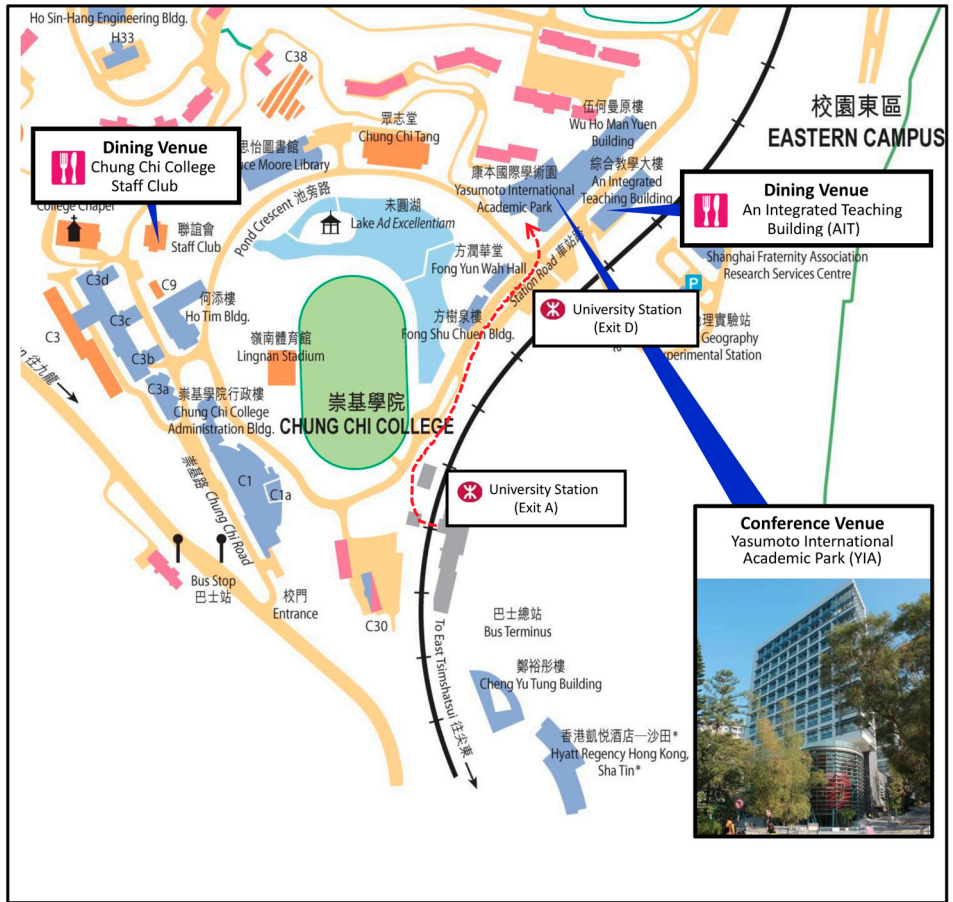 Ho Sin-Hang Engineering Bldg.
H33
C38
眾志堂
Chung Chi Tang
伍何曼原樓
Wu Ho Man Yuen
Building
校園東區
EASTERN CAMPUS
Dining Venue
Chung Chi College
Staff Club
思怡圖書館
Moore Library
康本國際學術園
Yasumoto International
Academic Park
綜合教學大樓
An Integrated
Teaching Building
Dining Venue
An Integrated Teaching
Building (AIT)
College Chapel
聯誼會
Staff Club
Pond Crescent 池旁路
未圓湖
Lake Ad Excellentiam
方潤華堂
Fong Yun Wah Hall
Station Road 車站路
Shanghai Fraternity Association
Research Services Centre
P
C3d
C9
何添樓
Ho Tim Bldg.
C3c
C3
C3b
C3a
嶺南體育館
Lingnan Stadium
方樹泉樓
Fong Shu Chuen Bldg.
University Station
(Exit D)
地理實驗站
Geography
Experimental Station
往九龍
崇基學院行政樓
Chung Chi College
Administration Bldg.
崇基學院
CHUNG CHI COLLEGE
崇基路 Chung Chi Road
C1
C1a
University Station
(Exit A)
Bus Stop
巴士站
校門
Entrance
C30
To East Tsimshatsui 往尖東
巴士總站
Bus Terminus
鄭裕彤樓
Cheng Yu Tung Building
香港凱悅酒店—沙田*
Hyatt Regency Hong Kong,
Sha Tin*
Conference Venue
Yasumoto International
Academic Park (YIA)